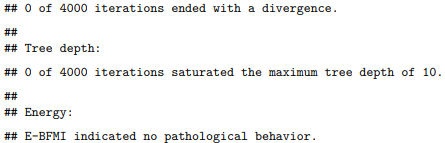 ## 0 of 4000 iterations ended with a divergence.
##
## Tree depth:
## 0 of 4000 iterations saturated the maximum tree depth of 10.
##
## Energy:
## E-BFMI indicated no pathological behavior.